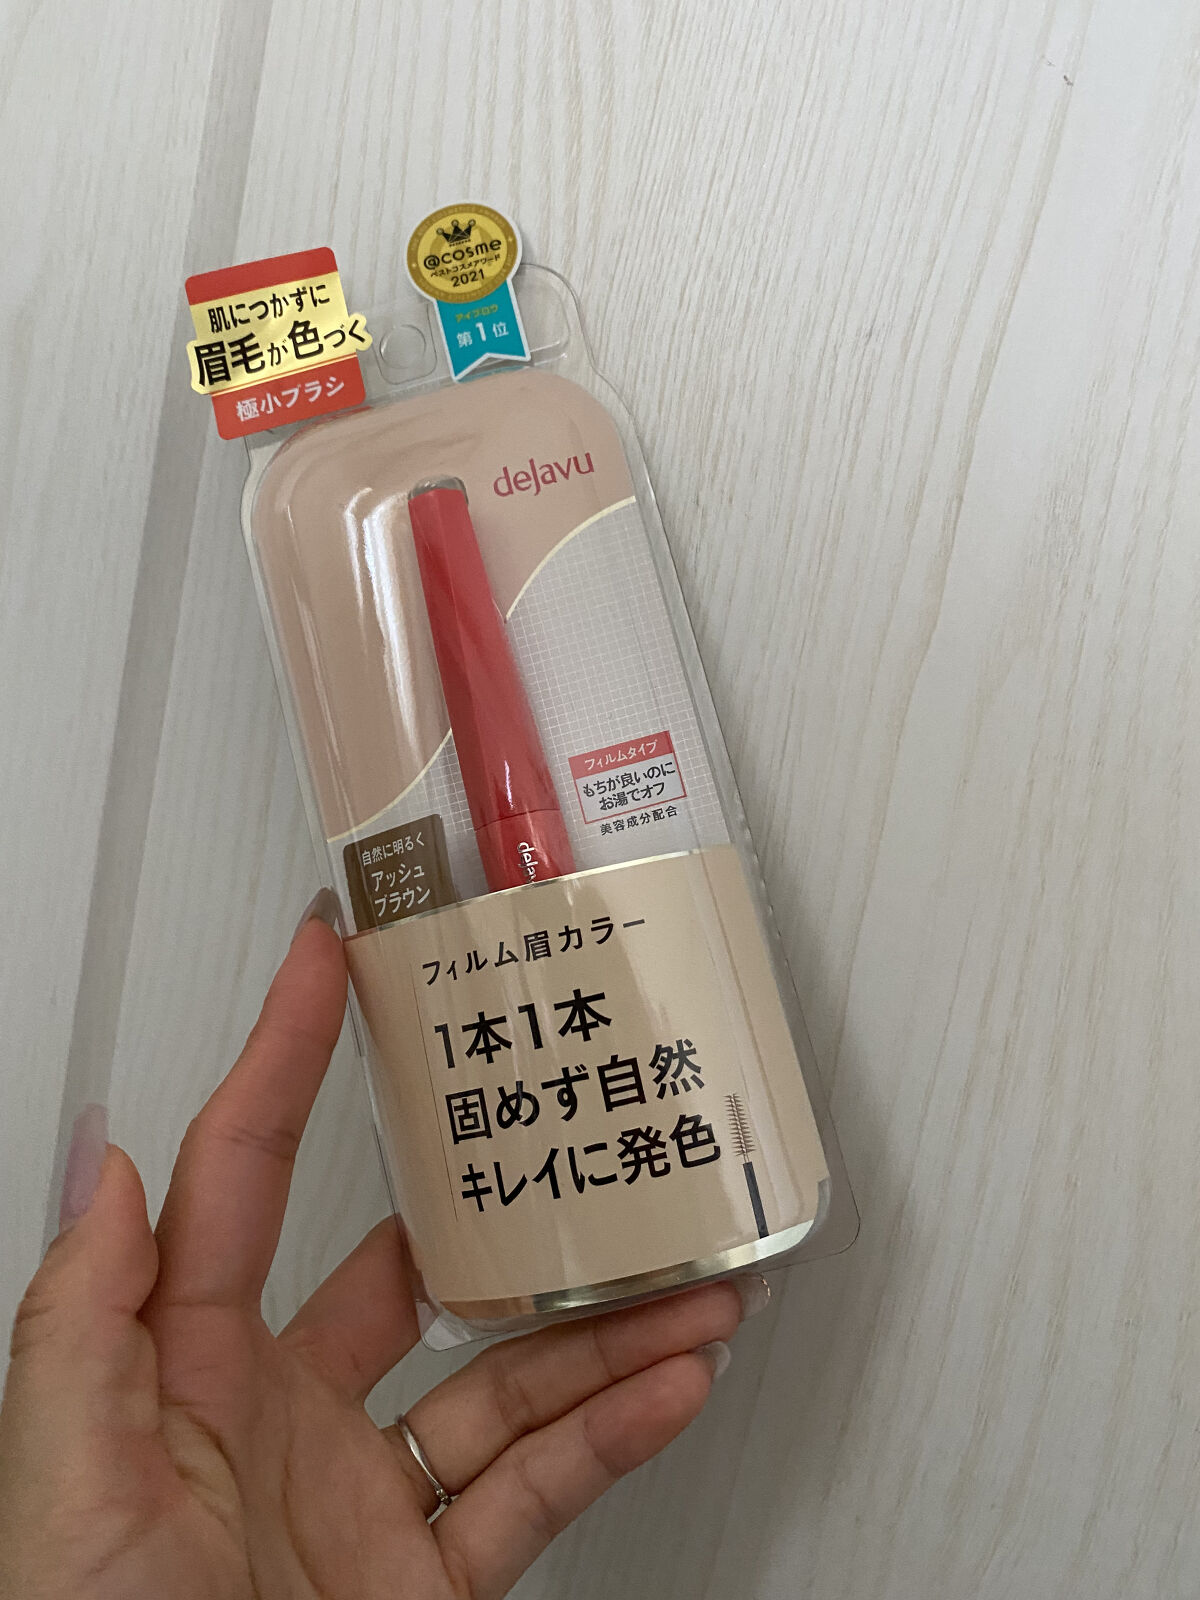 肌につかずに
眉毛が色づく
極小ブラシ
@cosme
ベストコスメアワード
2021
アイブロウ
第1位
deJavu
フィルムタイプ
もちが良いのに
お湯でオフ
美容成分配合
自然に明るく
アッシュ
ブラウン
フィルム眉カラー
1本1本
固めず自然
キレイに発色